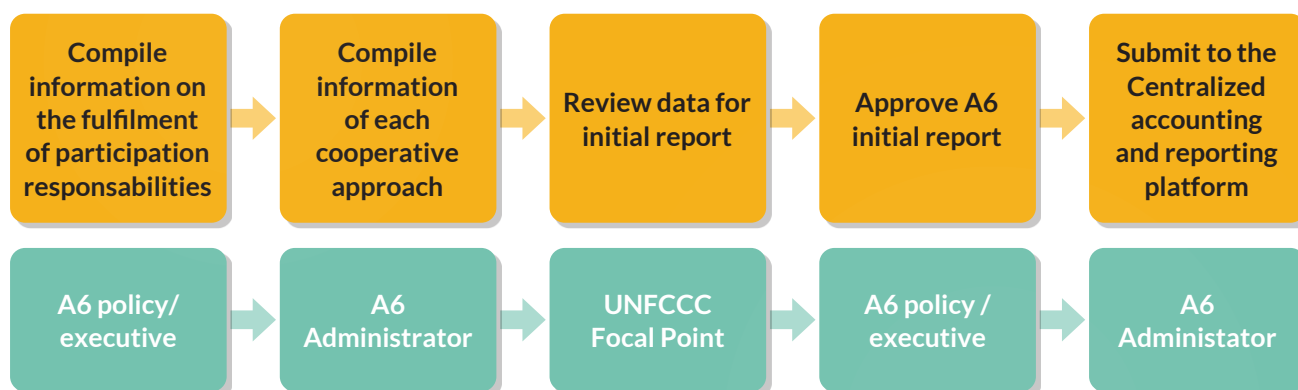 Compile
information on
the fulfilment
of participation
responsabilities
Compile
information
of each
cooperative
approach
Review data for
initial report
Approve A6
initial report
Submit to the
Centralized
accounting
and reporting
platform
A6 policy/
executive
A6
Administrator
UNFCCC
Focal Point
A6 policy /
executive
A6
Administator